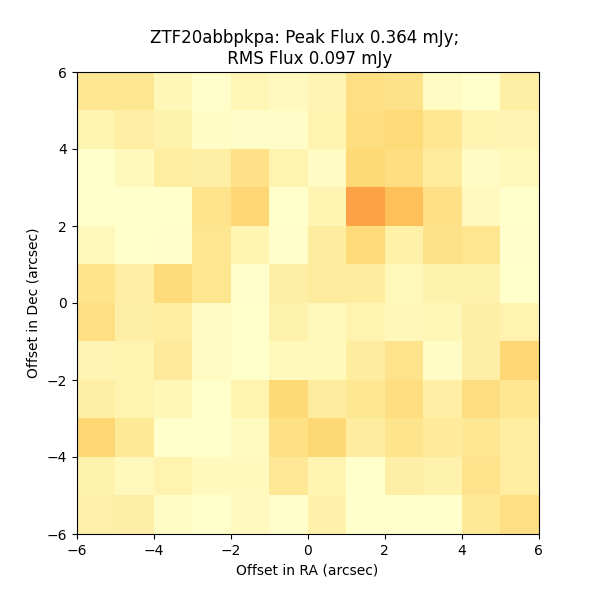 ZTF20abbpkpa: Peak Flux 0.364 mJy;
RMS Flux 0.097 mJy
6
4
2
0
−2
−4
−6
Offset in Dec (arcsec)
−6 −4 −2 0 2 4 6
Offset in RA (arcsec)